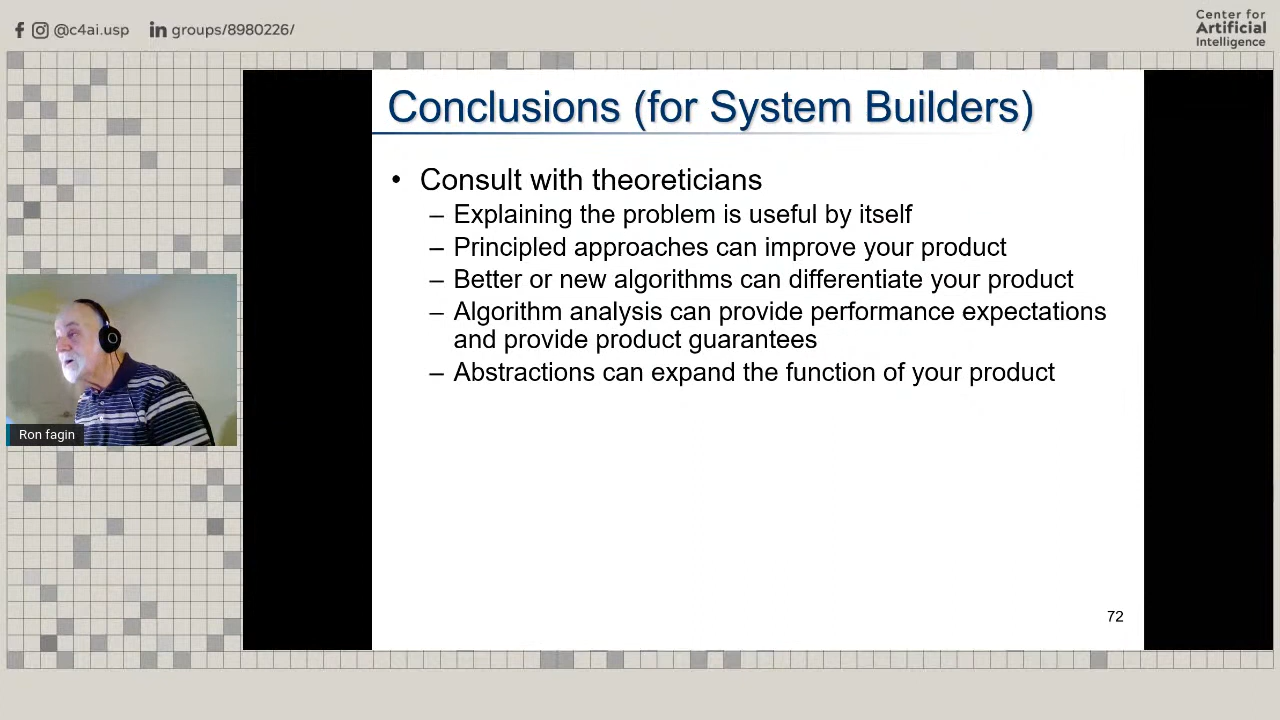 @c4ai.usp groups/8980226/
Center for
Artificial
Intelligence
Conclusions (for System Builders)
• Consult with theoreticians
– Explaining the problem is useful by itself
– Principled approaches can improve your product
– Better or new algorithms can differentiate your product
– Algorithm analysis can provide performance expectations
and provide product guarantees
– Abstractions can expand the function of your product
Ron fagin
72